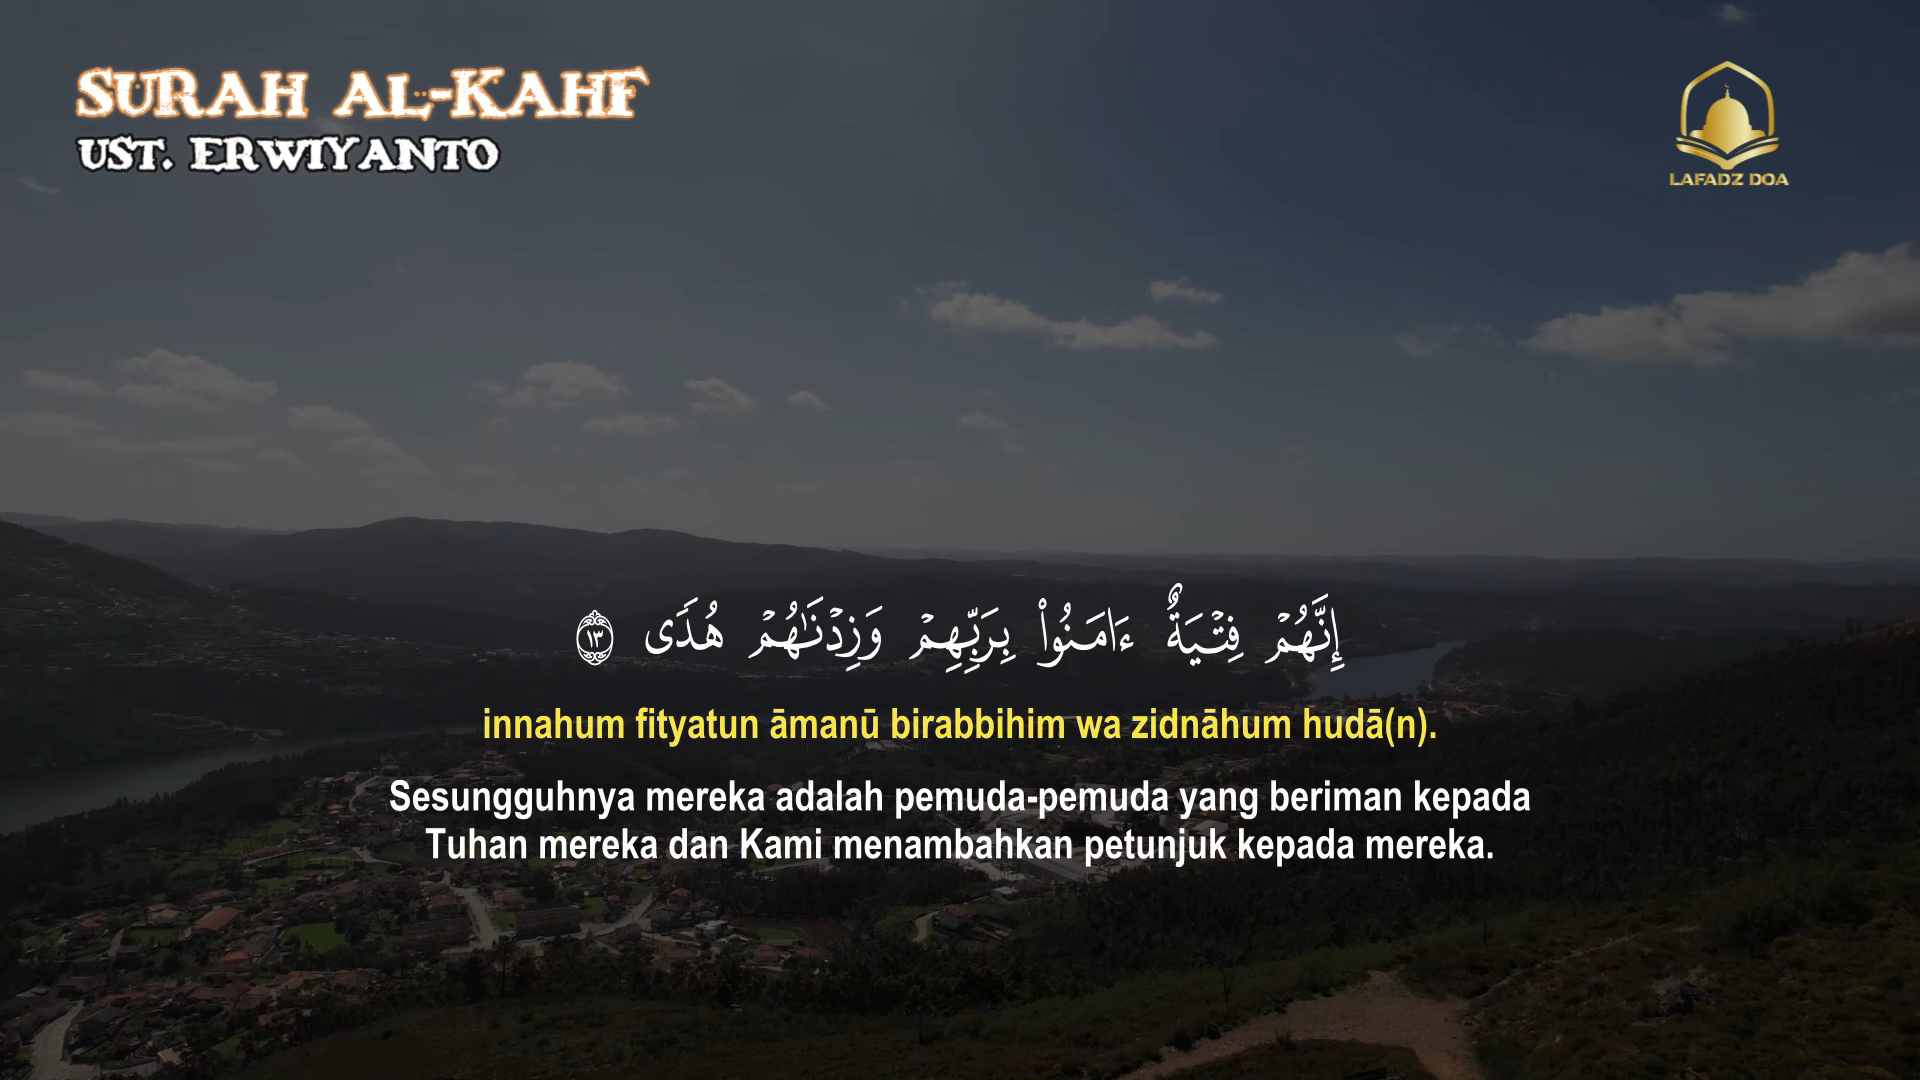 SURAH AL-KAHF
UST. ERWIYANTO
LAFADZ DOA
إِنَّهُمْ فِتْيَةٌ ءَامَنُوا۟ بِرَبِّهِمْ وَزِدْنَٰهُمْ هُدًى ١٣
innahum fityatun āmanū birabbihim wa zidnāhum hudā(n).
Sesungguhnya mereka adalah pemuda-pemuda yang beriman kepada
Tuhan mereka dan Kami menambahkan petunjuk kepada mereka.